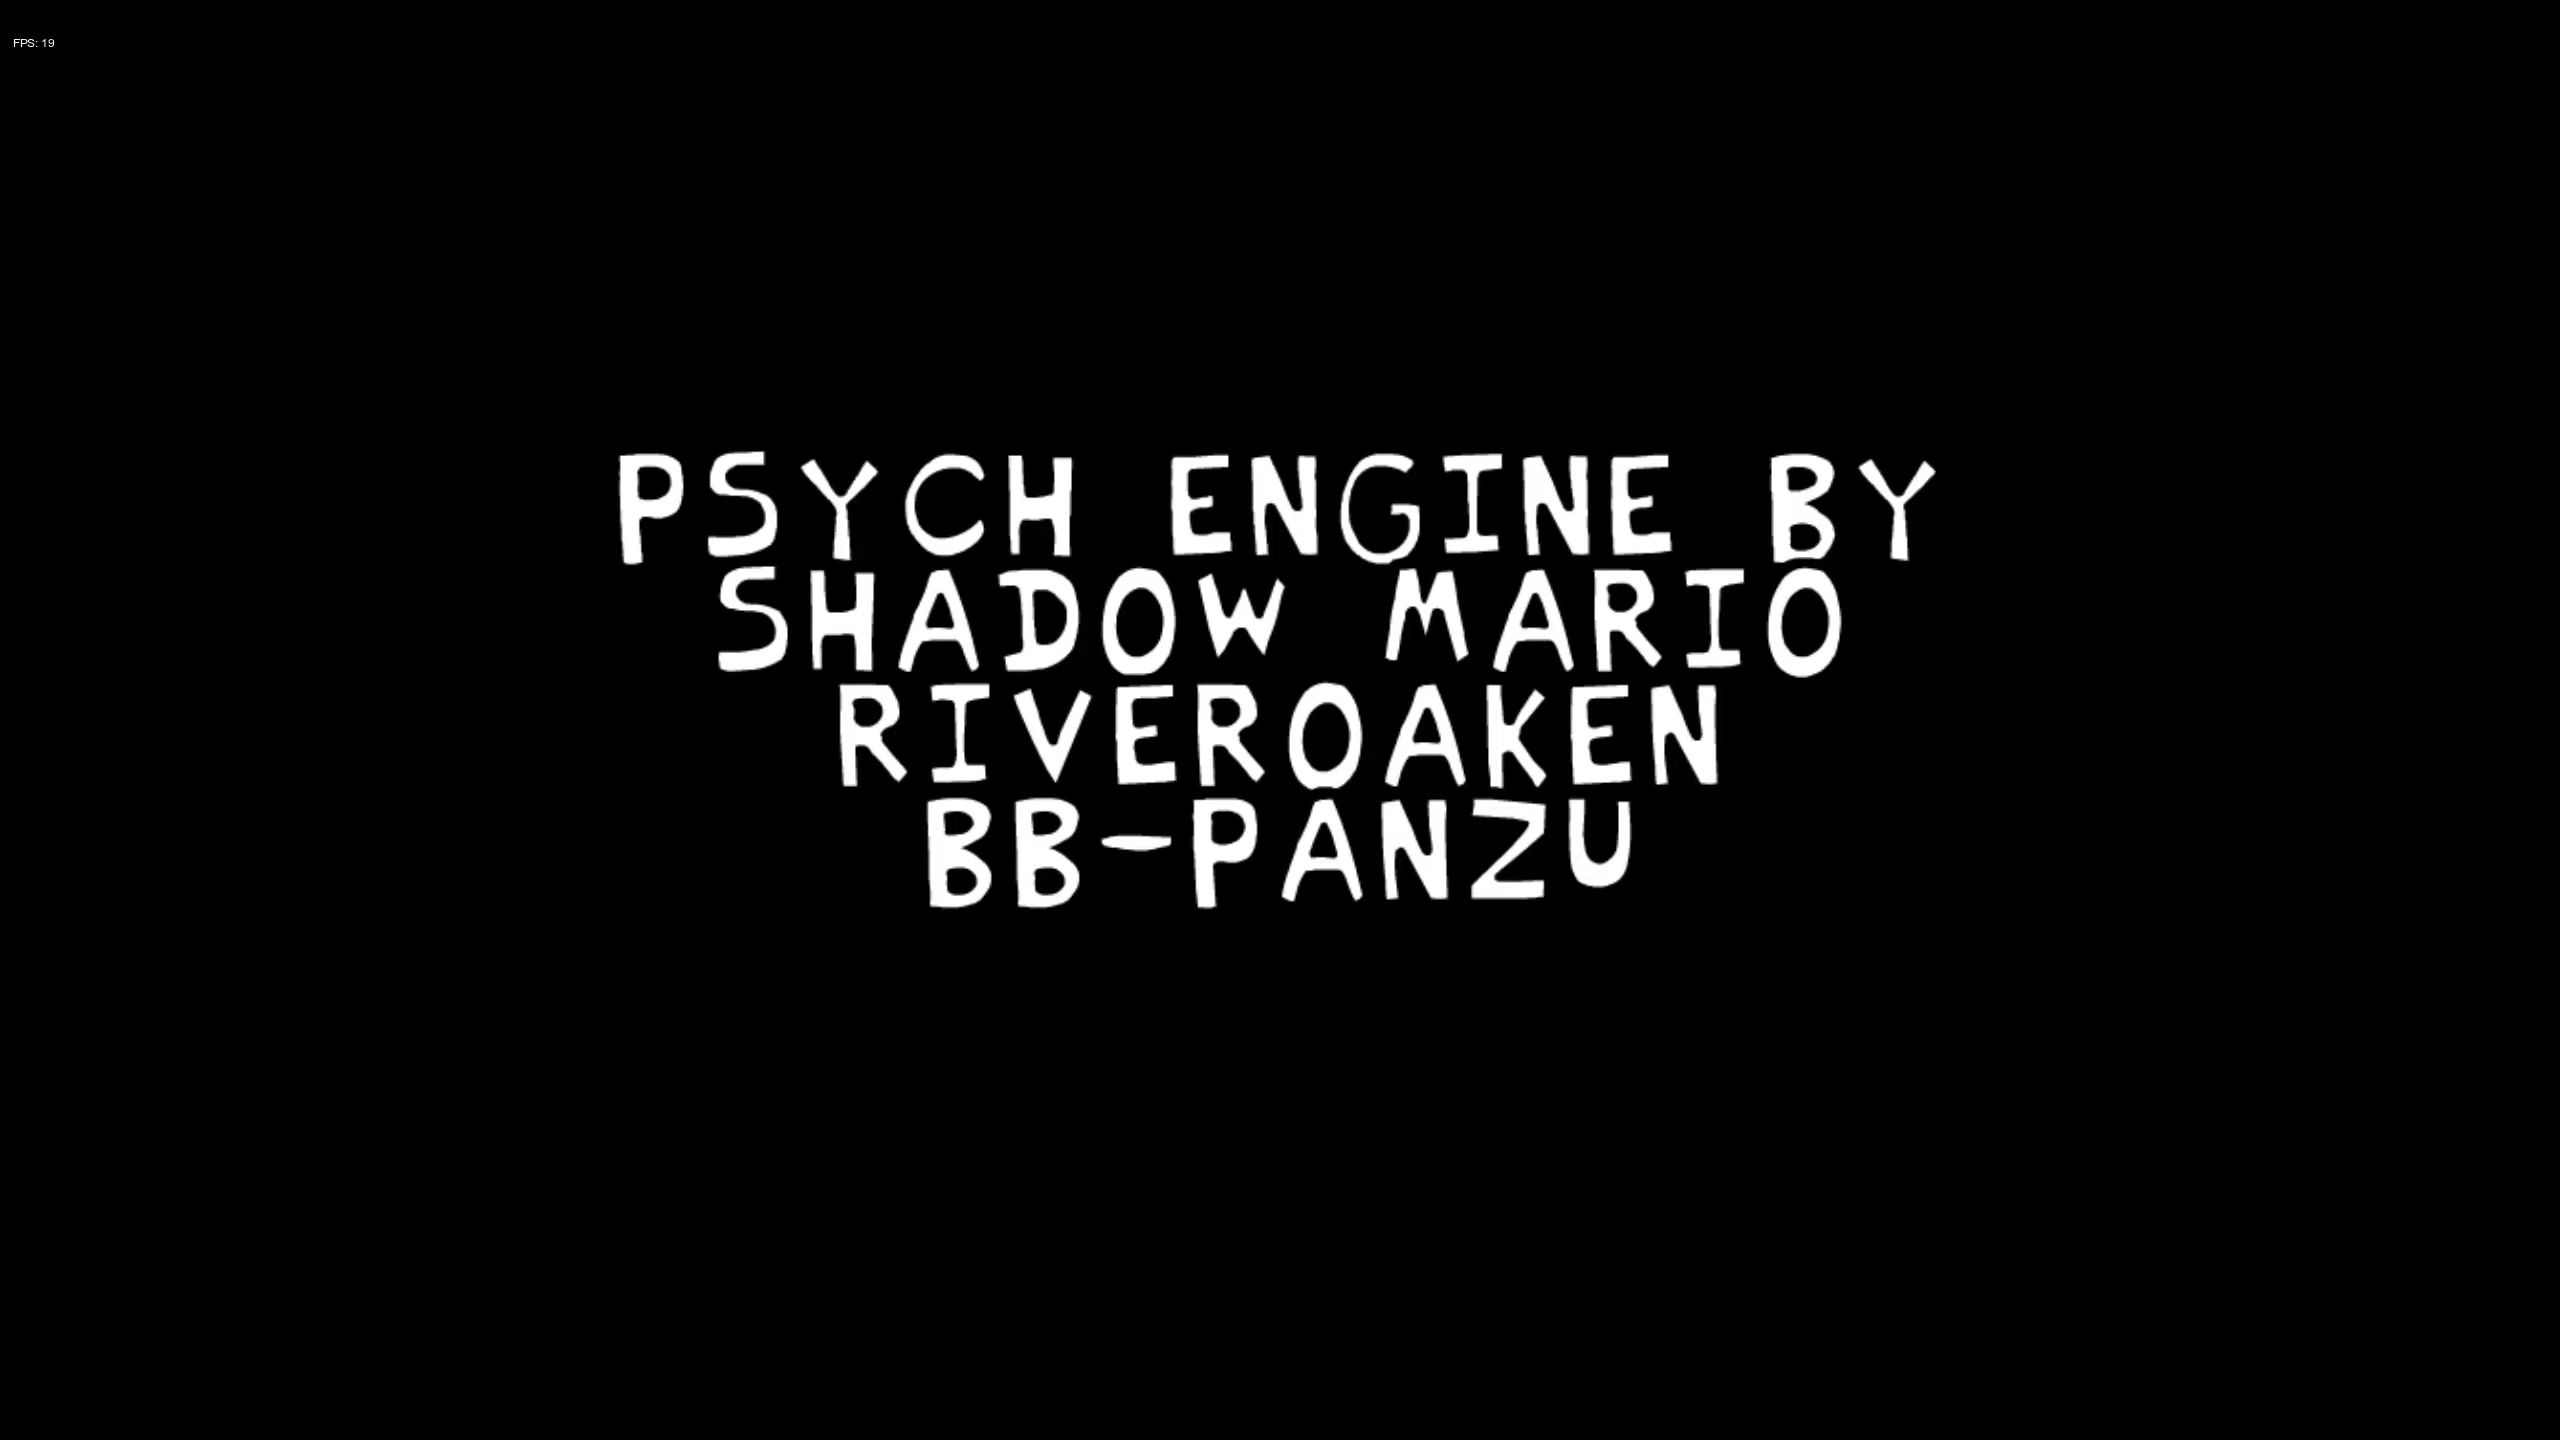 FPS: 19
PSYCH ENGINE BY
SHADOW MARIO
RIVEROAKEN
BB-PANZU